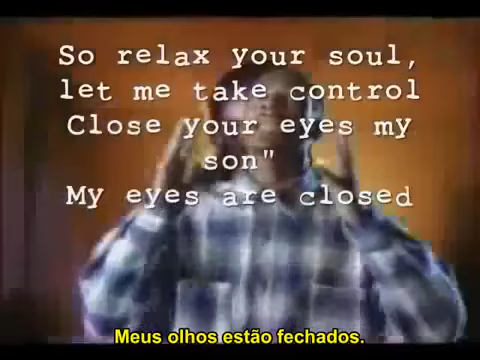 So relax your soul,
let me take control
Close your eyes my
son"
My eyes are closed
Meus olhos estão fechados.